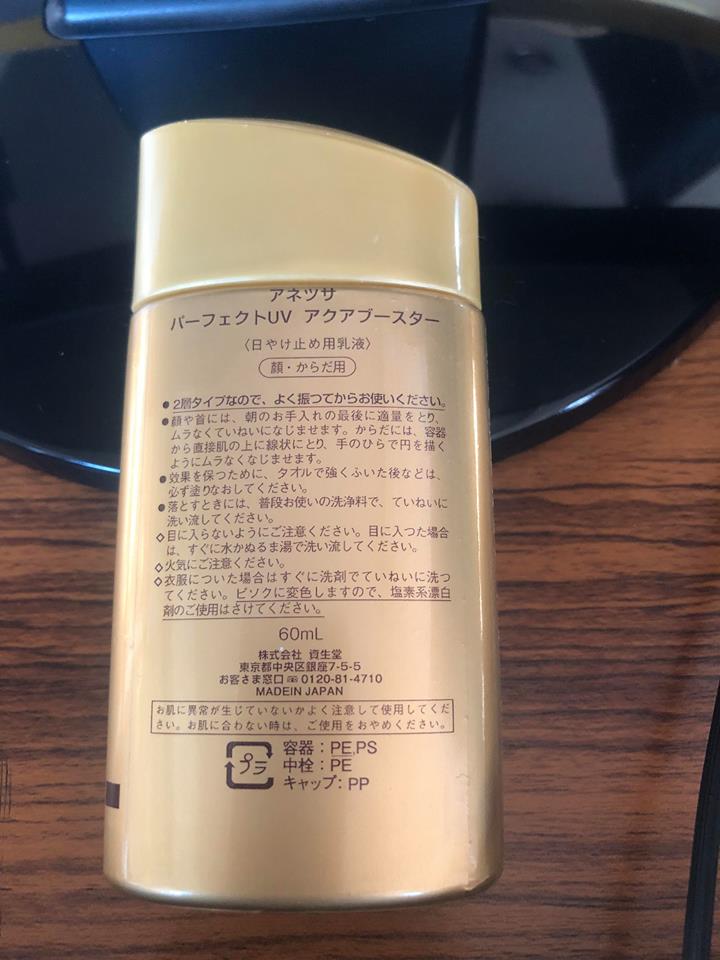 アネツサ
パーフェクトUV アクアブースター
〈日やけ止め用乳液〉
顔・からだ用
●2層タイプなので、よく振つてからお使いください。
●顔や首には、朝のお手入れの最後に適量をとり、
ムラなくていねいになじませます。からだには、容器
から直接肌の上に線状にとり、手のひらで円を描く
ようにムラなくなじませます。
●効果を保つために、タオルで強くふいた後などは、
必ず塗りなおしてください。
●落とすときには、普段お使いの洗浄料で、ていねいに
洗い流してください。
◇目に入らないようにご注意ください。目に入つた場合
は、すぐに水かぬるま湯で洗い流してください。
◇火気にご注意ください。
◇衣服についた場合はすぐに洗剤でていねいに洗つ
てください。ピソクに変色しますので、塩素系漂白
剤のご使用はさけてください。
60mL
株式会社 資生堂
東京都中央区銀座7-5-5
お客さま窓口 0120-81-4710
MADEIN JAPAN
お肌に異常が生じていないかよく注意して使用してくだ
さい。お肌に合わない時は、ご使用をおやめください。
プラ
容器：PE,PS
中栓：PE
キャップ：PP